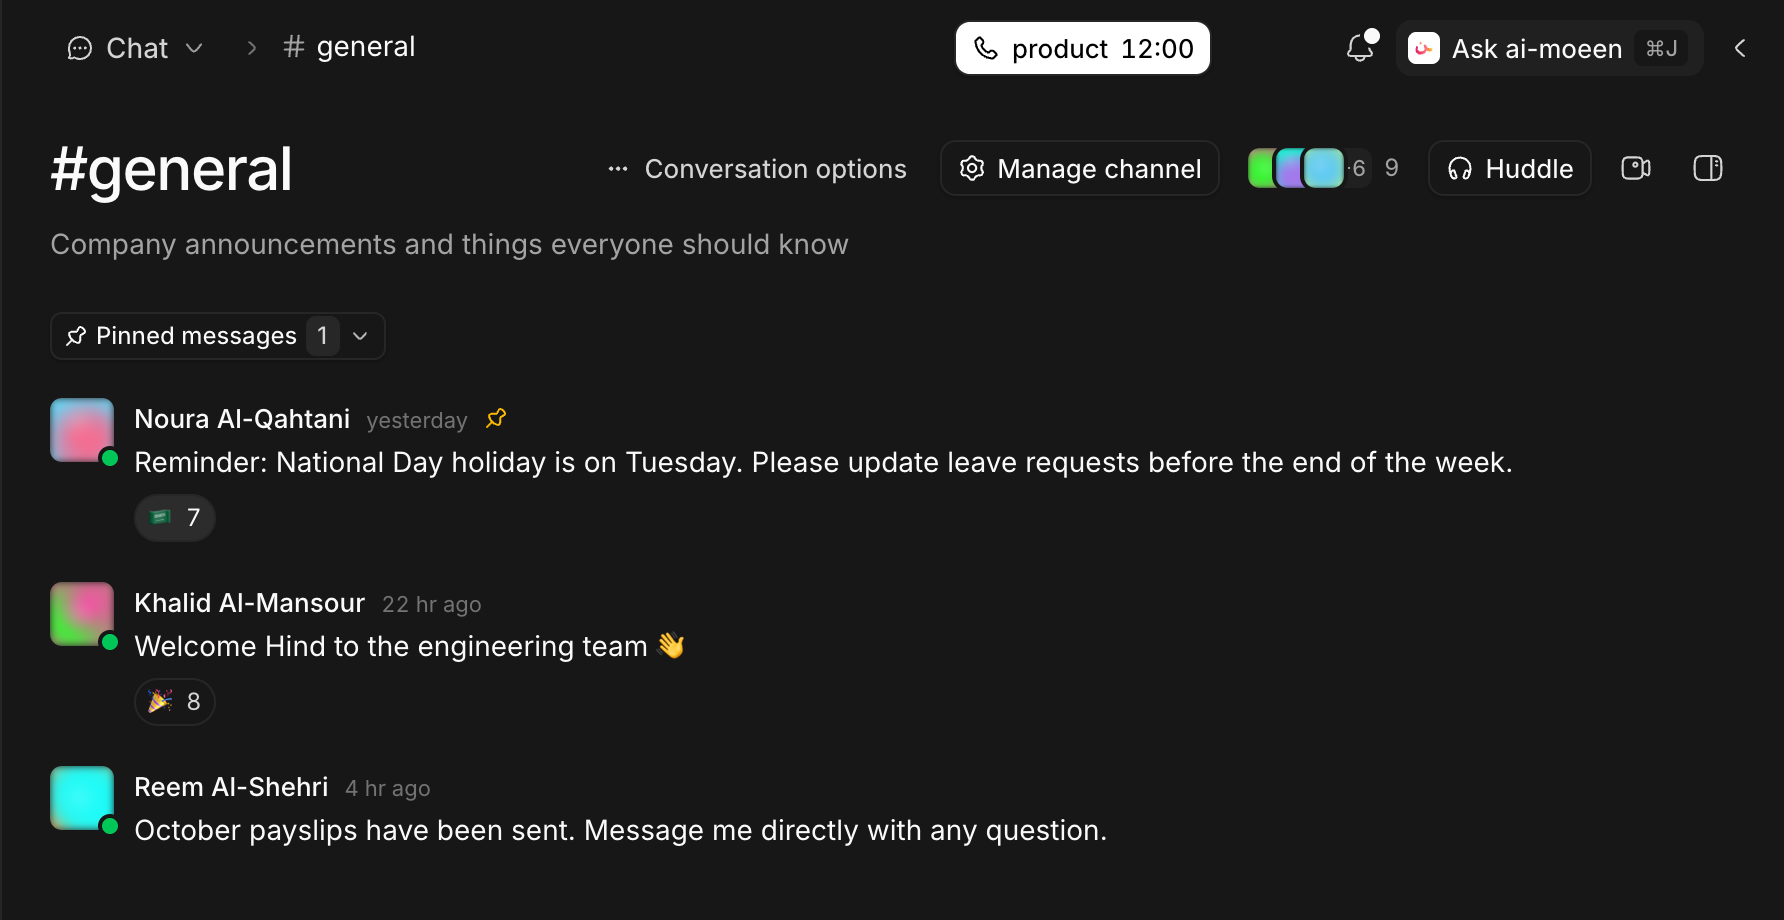 Chat
# general
product 12:00
Ask ai-moeen ⌘J
#general
Conversation options
Manage channel
+6 9
Huddle
Company announcements and things everyone should know
Pinned messages 1
Noura Al-Qahtani yesterday
Reminder: National Day holiday is on Tuesday. Please update leave requests before the end of the week.
🇸🇦 7
Khalid Al-Mansour 22 hr ago
Welcome Hind to the engineering team 👋
🎉 8
Reem Al-Shehri 4 hr ago
October payslips have been sent. Message me directly with any question.